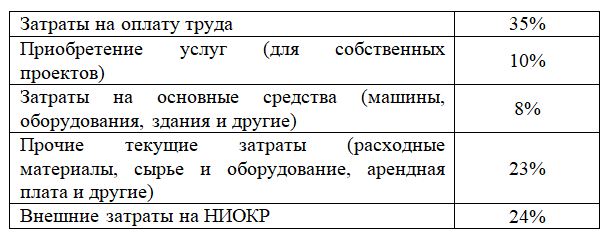 Затраты на оплату труда 35%
Приобретение услуг (для собственных
проектов) 10%
Затраты на основные средства (машины,
оборудования, здания и другие) 8%
Прочие текущие затраты (расходные
материалы, сырье и оборудование, арендная
плата и другие) 23%
Внешние затраты на НИОКР 24%